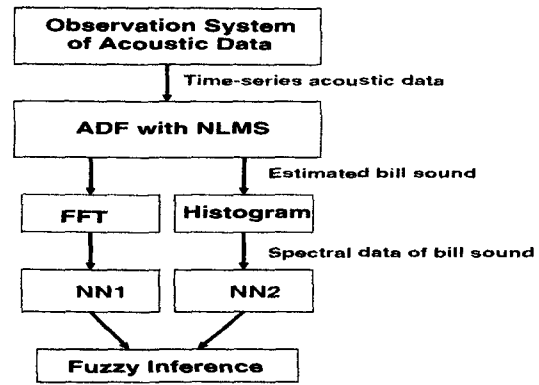 Observation System
of Acoustic Data
Time-series acoustic data
ADF with NLMS
Estimated bill sound
FFT
Histogram
Spectral data of bill sound
NN1
NN2
Fuzzy Inference